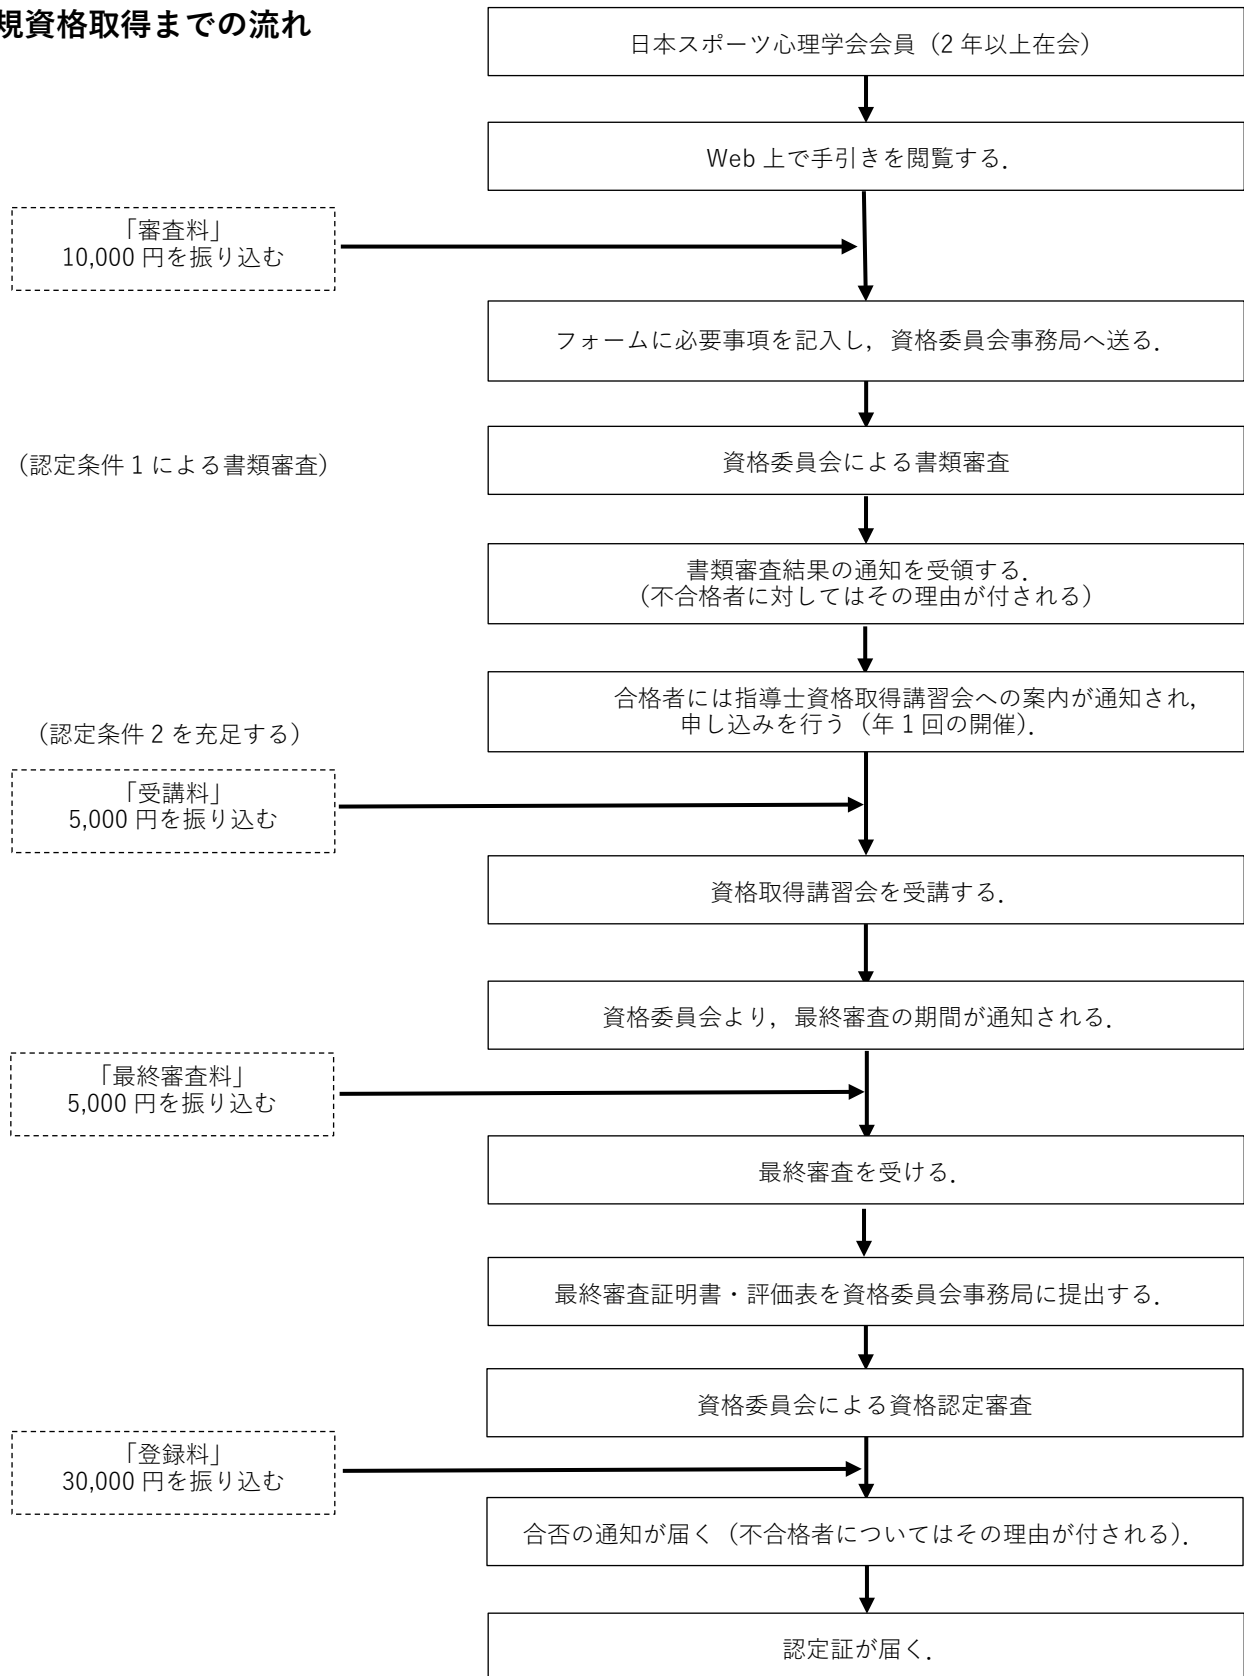 規資格取得までの流れ
日本スポーツ心理学会会員（2 年以上在会）
Web 上で手引きを閲覧する．
「審査料」
10,000 円を振り込む
フォームに必要事項を記入し，資格委員会事務局へ送る．
（認定条件 1 による書類審査）
資格委員会による書類審査
書類審査結果の通知を受領する．
（不合格者に対してはその理由が付される）
合格者には指導士資格取得講習会への案内が通知され，
申し込みを行う（年 1 回の開催）．
（認定条件 2 を充足する）
「受講料」
5,000 円を振り込む
資格取得講習会を受講する．
資格委員会より，最終審査の期間が通知される．
「最終審査料」
5,000 円を振り込む
最終審査を受ける．
最終審査証明書・評価表を資格委員会事務局に提出する．
資格委員会による資格認定審査
「登録料」
30,000 円を振り込む
合否の通知が届く（不合格者についてはその理由が付される）．
認定証が届く．